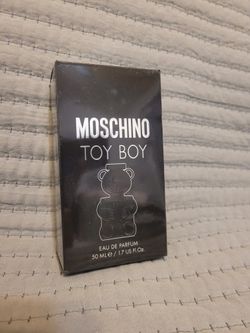 MOSCHINO
TOY BOY
EAU DE PARFUM
50 ML ℮ / 1.7 US Fl.Oz.